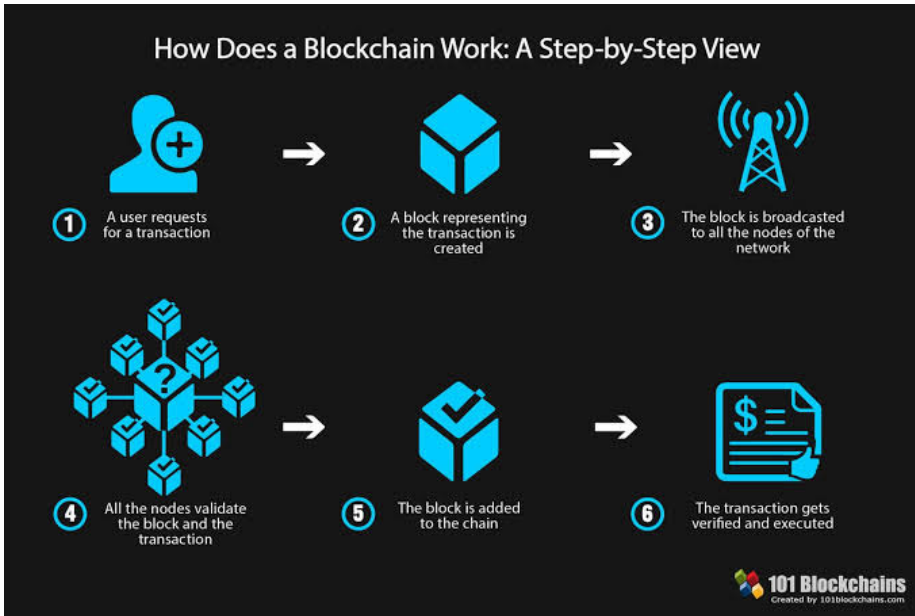 How Does a Blockchain Work: A Step-by-Step View
1
A user requests
for a transaction
2
A block representing
the transaction is
created
3
The block is broadcasted
to all the nodes of the
network
?
4
All the nodes validate
the block and the
transaction
5
The block is added
to the chain
$
6
The transaction gets
verified and executed
101 Blockchains
Created by 101blockchains.com